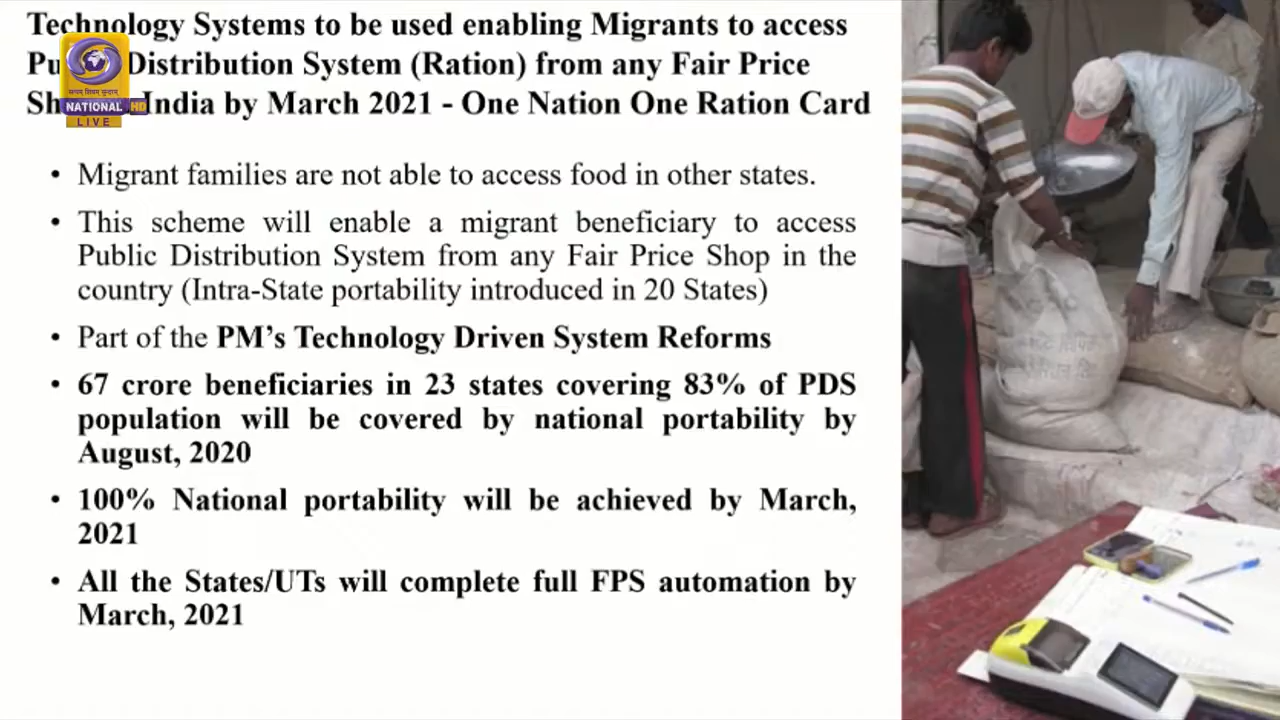 Technology Systems to be used enabling Migrants to access
Distribution System (Ration) from any Fair Price
India by March 2021 - One Nation One Ration Card
सत्यम् शिवम् सुन्दरम्
NATIONAL HD
LIVE
• Migrant families are not able to access food in other states.
• This scheme will enable a migrant beneficiary to access
Public Distribution System from any Fair Price Shop in the
country (Intra-State portability introduced in 20 States)
• Part of the PM’s Technology Driven System Reforms
• 67 crore beneficiaries in 23 states covering 83% of PDS
population will be covered by national portability by
August, 2020
• 100% National portability will be achieved by March,
2021
• All the States/UTs will complete full FPS automation by
March, 2021